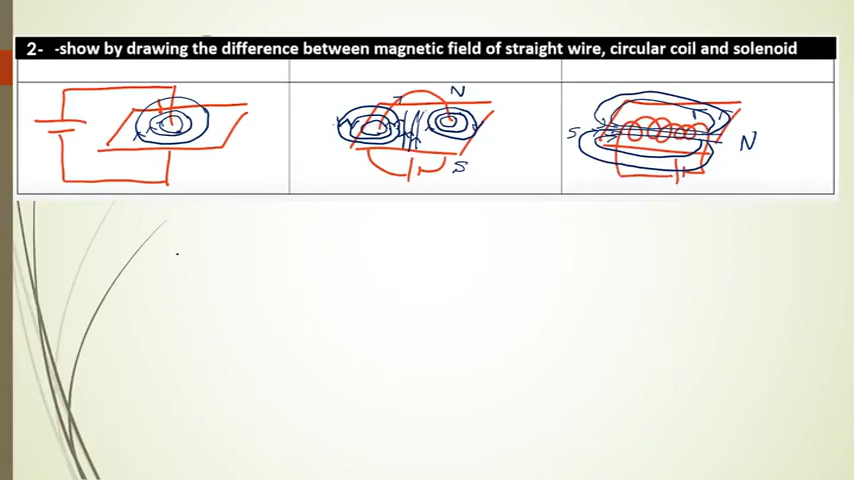 2- -show by drawing the difference between magnetic field of straight wire, circular coil and solenoid
N
S
S
N